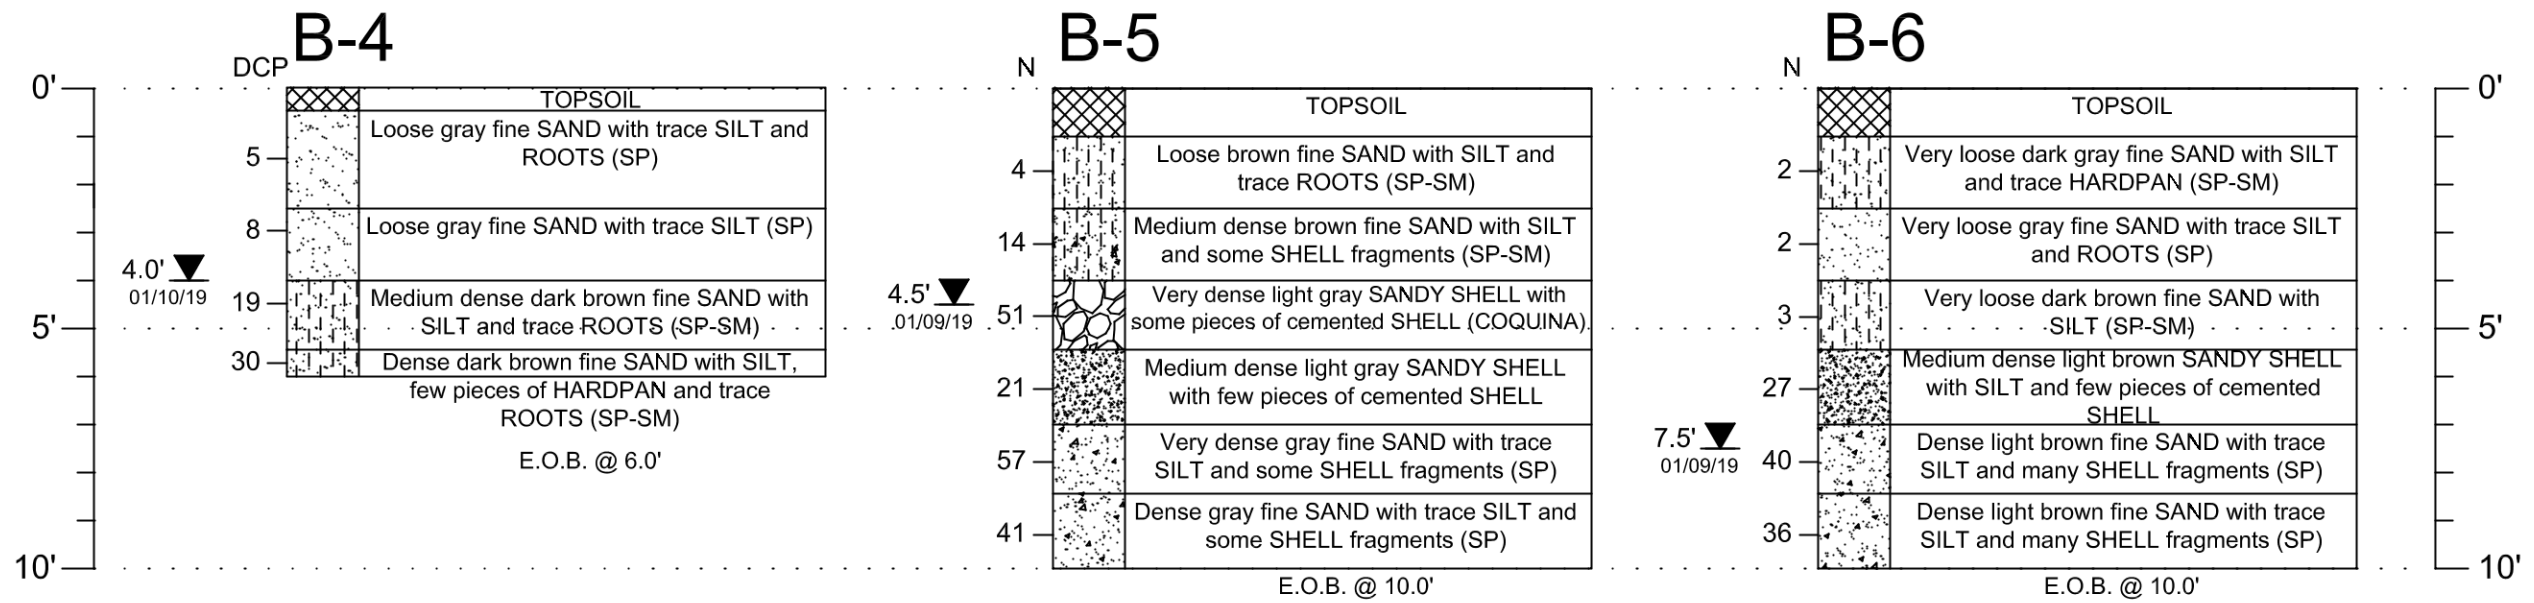 B-4
DCP
0'
5'
10'
TOPSOIL
Loose gray fine SAND with trace SILT and
ROOTS (SP)
5
Loose gray fine SAND with trace SILT (SP)
8
4.0'
01/10/19
Medium dense dark brown fine SAND with
SILT and trace ROOTS (SP-SM)
19
Dense dark brown fine SAND with SILT,
few pieces of HARDPAN and trace
ROOTS (SP-SM)
30
E.O.B. @ 6.0'
B-5
N
TOPSOIL
Loose brown fine SAND with SILT and
trace ROOTS (SP-SM)
4
Medium dense brown fine SAND with SILT
and some SHELL fragments (SP-SM)
14
4.5'
01/09/19
Very dense light gray SANDY SHELL with
some pieces of cemented SHELL (COQUINA)
51
Medium dense light gray SANDY SHELL
with few pieces of cemented SHELL
21
Very dense gray fine SAND with trace
SILT and some SHELL fragments (SP)
57
Dense gray fine SAND with trace SILT and
some SHELL fragments (SP)
41
E.O.B. @ 10.0'
B-6
N
TOPSOIL
Very loose dark gray fine SAND with SILT
and trace HARDPAN (SP-SM)
2
Very loose gray fine SAND with trace SILT
and ROOTS (SP)
2
Very loose dark brown fine SAND with
SILT (SP-SM)
3
Medium dense light brown SANDY SHELL
with SILT and few pieces of cemented
SHELL
27
7.5'
01/09/19
Dense light brown fine SAND with trace
SILT and many SHELL fragments (SP)
40
Dense light brown fine SAND with trace
SILT and many SHELL fragments (SP)
36
E.O.B. @ 10.0'
0'
5'
10'